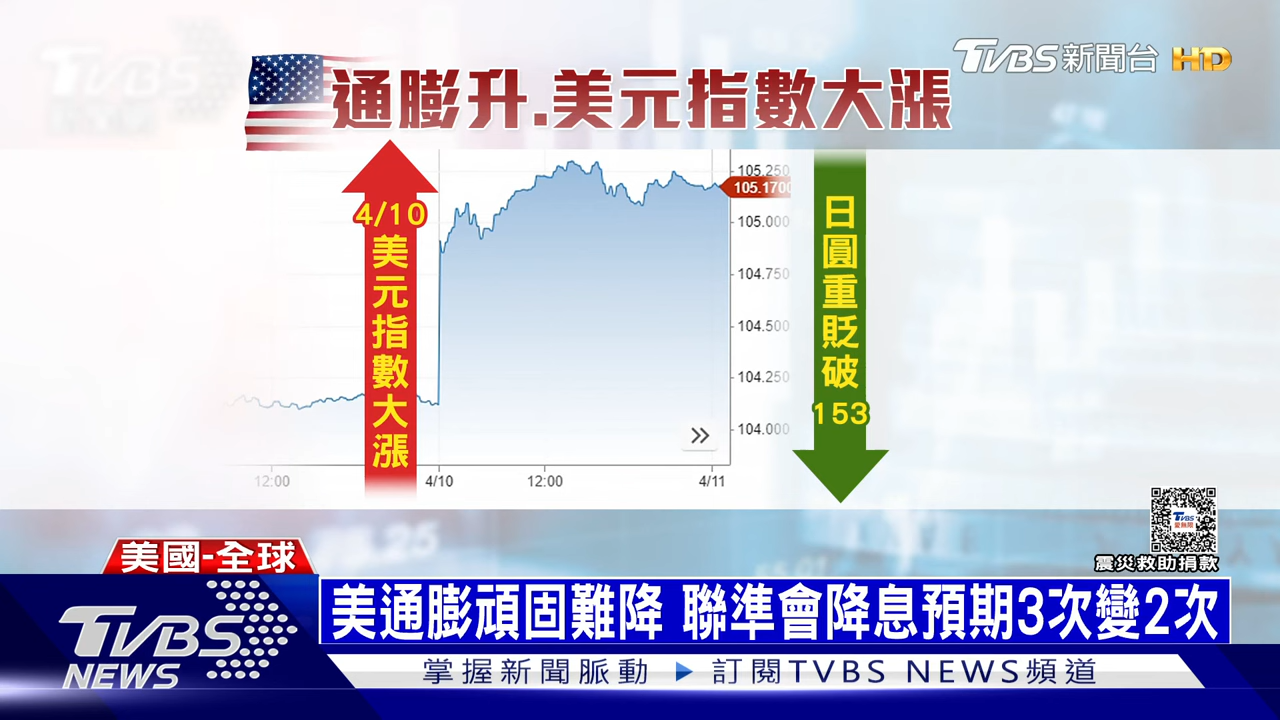 TVBS新聞台 HD
通膨升.美元指數大漲
4/10
美元指數大漲
日圓重貶破
153
105.250
105.1700
105.000
104.750
104.500
104.250
104.000
12:00
4/10
12:00
4/11
TVBS
愛無限
震災救助捐款
美國-全球
美通膨頑固難降 聯準會降息預期3次變2次
TVBS
NEWS
掌握新聞脈動 ▶ 訂閱TVBS NEWS頻道